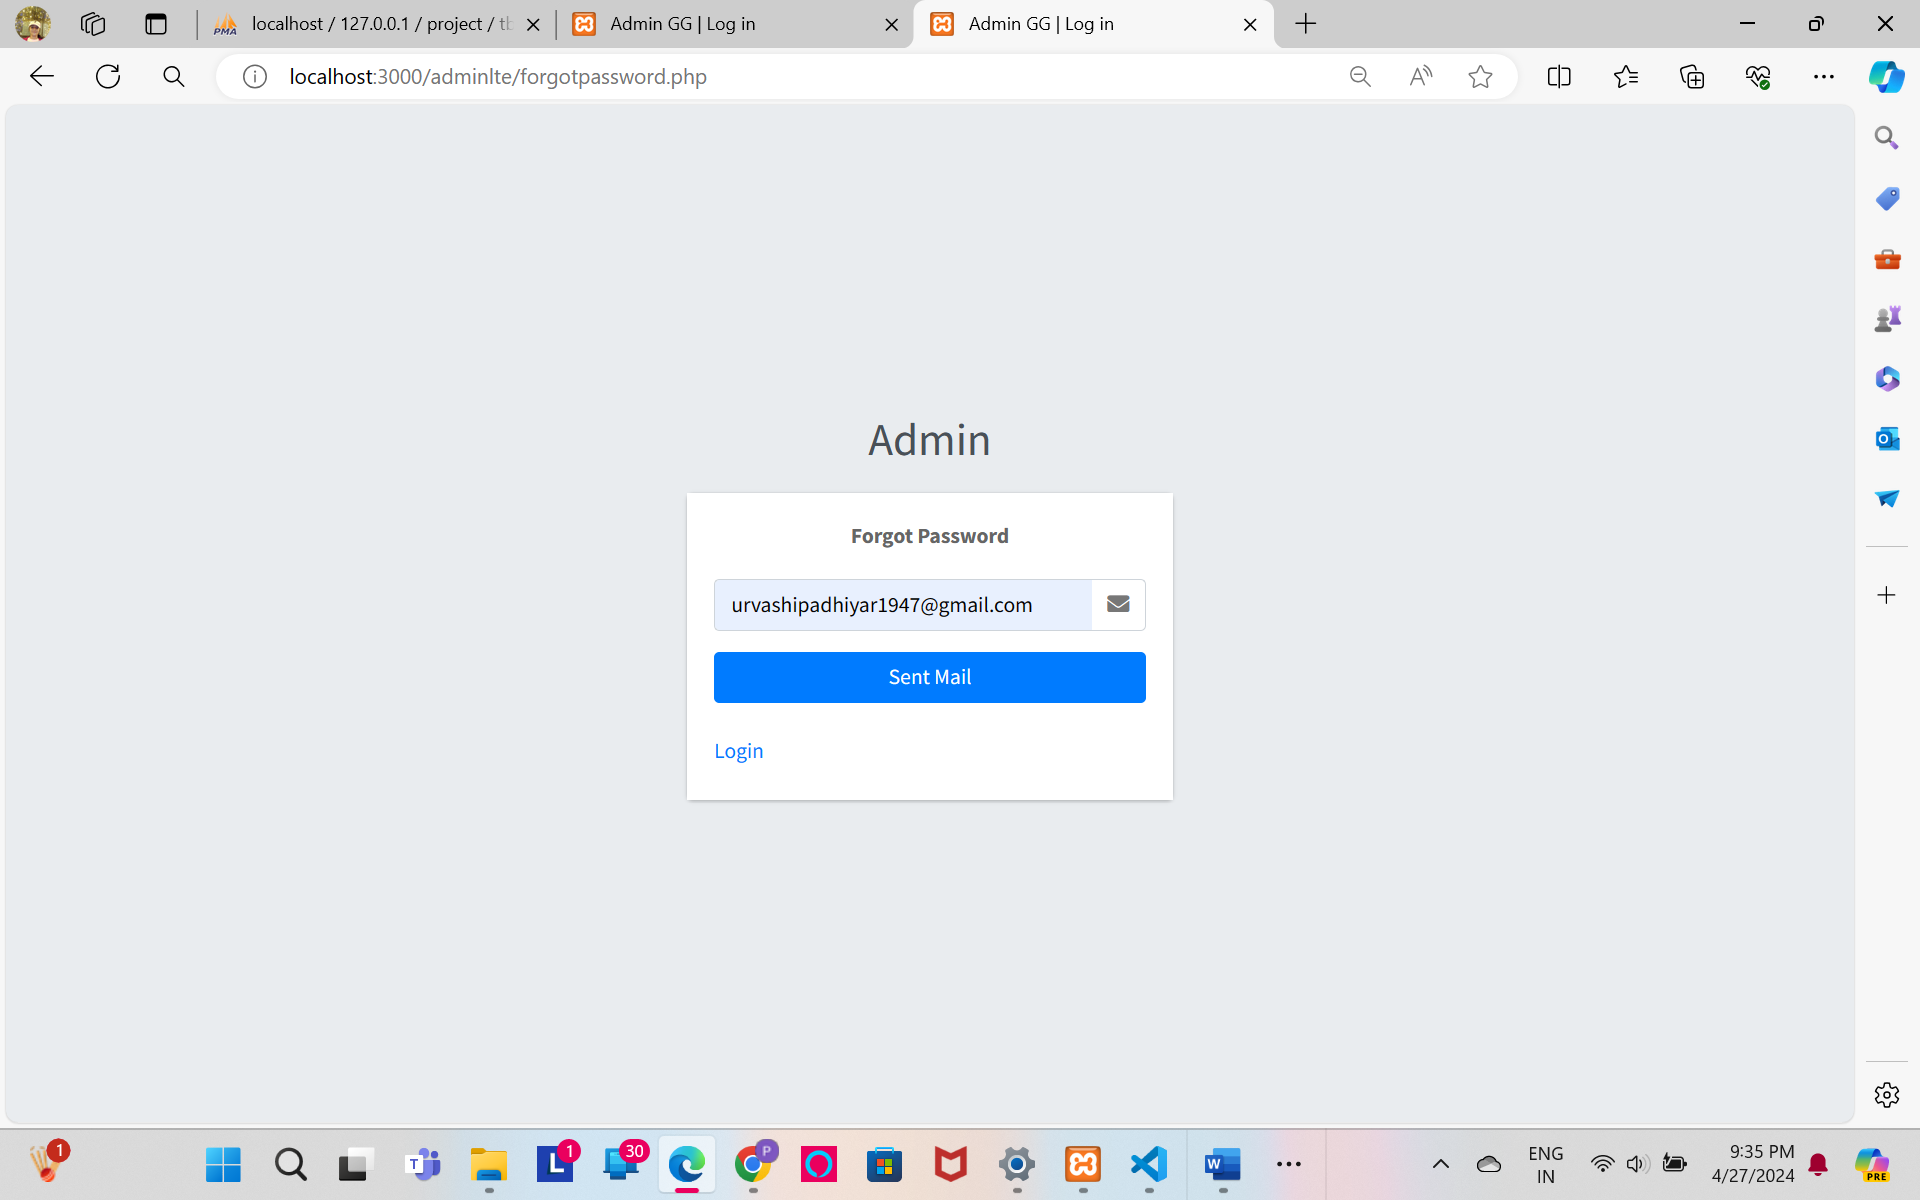 localhost / 127.0.0.1 / project / tb
Admin GG | Log in
Admin GG | Log in
localhost:3000/adminlte/forgotpassword.php
Admin
Forgot Password
urvashipadhiyar1947@gmail.com
Sent Mail
Login
1
1
30
P
ENG
IN
9:35 PM
4/27/2024
PRE